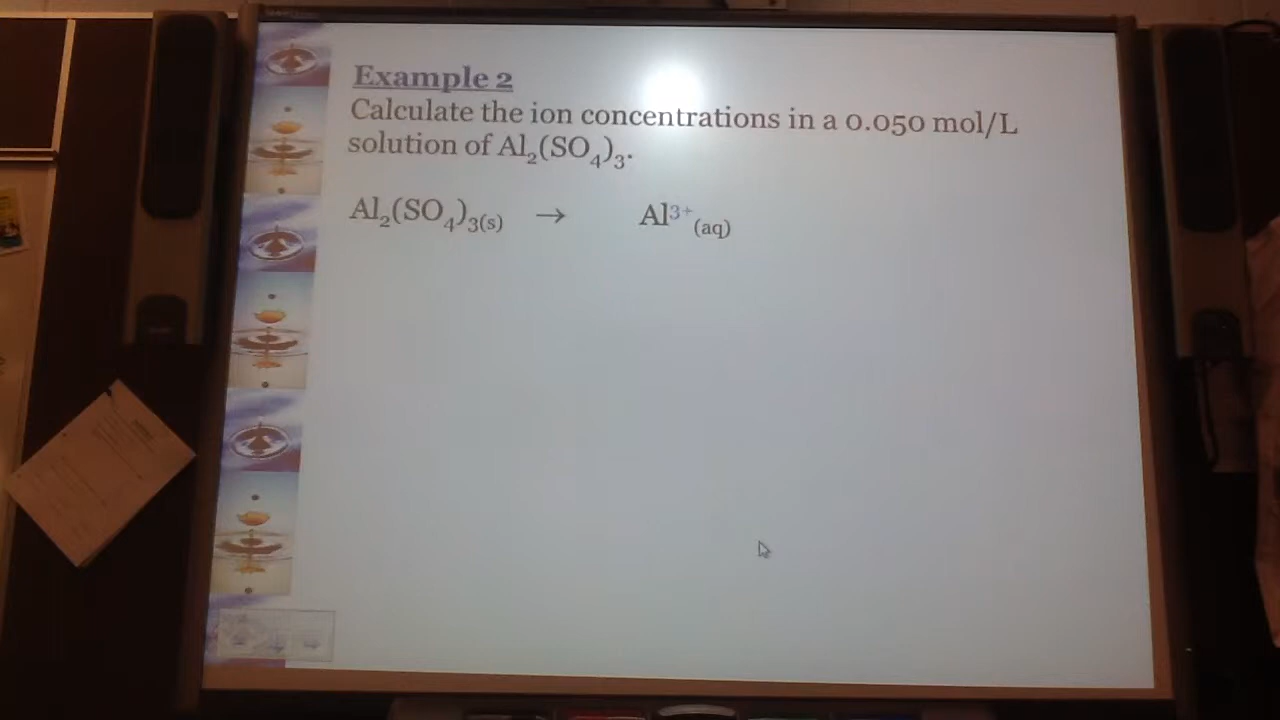 Example 2
Calculate the ion concentrations in a 0.050 mol/L
solution of Al₂(SO₄)₃.
Al₂(SO₄)₃(s) → Al³⁺(aq)